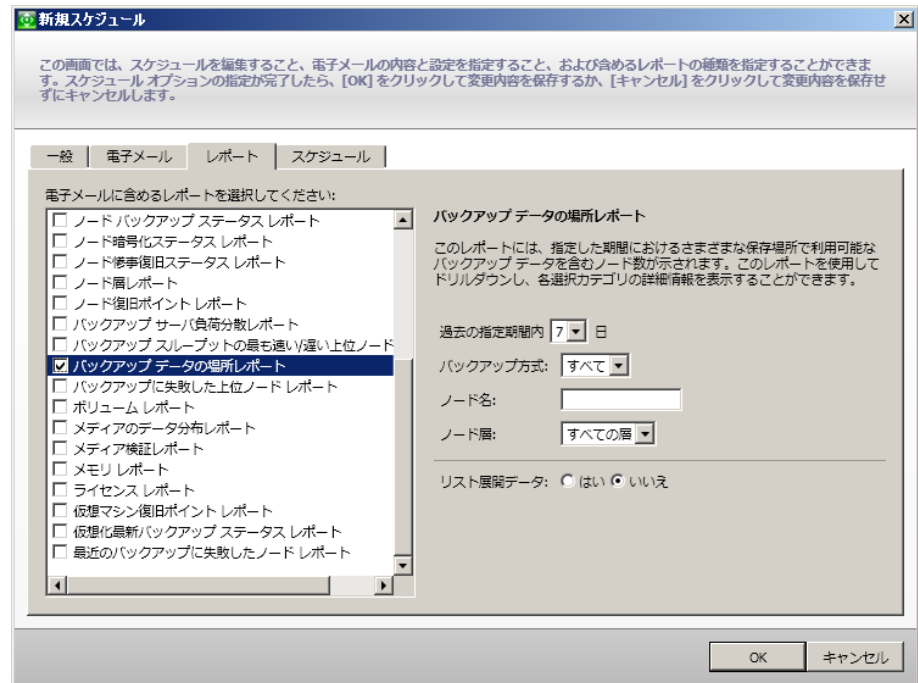 新規スケジュール
この画面では、スケジュールを編集すること、電子メールの内容と設定を指定すること、および含めるレポートの種類を指定することができま
す。スケジュール オプションの指定が完了したら、[OK] をクリックして変更内容を保存するか、[キャンセル] をクリックして変更内容を保存せ
ずにキャンセルします。
一般
電子メール
レポート
スケジュール
電子メールに含めるレポートを選択してください:
ノード バックアップ ステータス レポート
ノード暗号化ステータス レポート
ノード惨事復旧ステータス レポート
ノード層レポート
ノード復旧ポイント レポート
バックアップ サーバ負荷分散レポート
バックアップ スループットの最も速い/遅い上位ノード
バックアップ データの場所レポート
バックアップに失敗した上位ノード レポート
ボリューム レポート
メディアのデータ分布レポート
メディア検証レポート
メモリ レポート
ライセンス レポート
仮想マシン復旧ポイント レポート
仮想化最新バックアップ ステータス レポート
最近のバックアップに失敗したノード レポート
バックアップ データの場所レポート
このレポートには、指定した期間におけるさまざまな保存場所で利用可能な
バックアップ データを含むノード数が示されます。このレポートを使用して
ドリルダウンし、各選択カテゴリの詳細情報を表示することができます。
過去の指定期間内 7 日
バックアップ方式: すべて
ノード名:
ノード層: すべての層
リスト展開データ: はい いいえ
OK
キャンセル